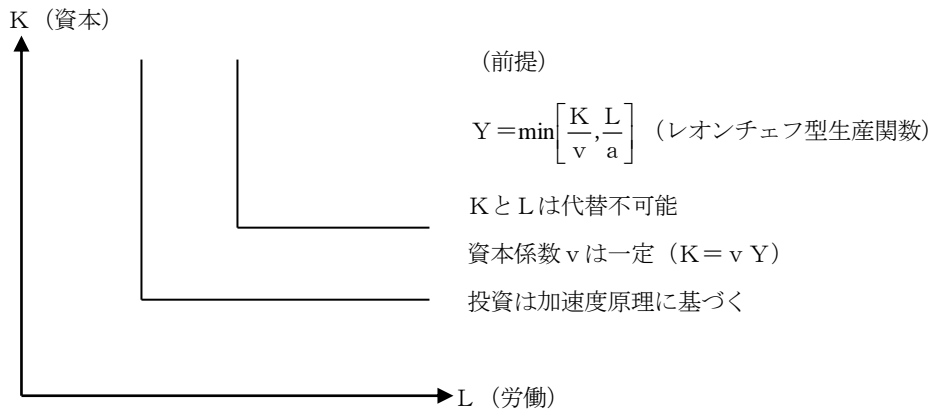 K（資本）
（前提）
Y＝min[K/v, L/a]（レオンチェフ型生産関数）
KとLは代替不可能
資本係数vは一定（K＝vY）
投資は加速度原理に基づく
L（労働）